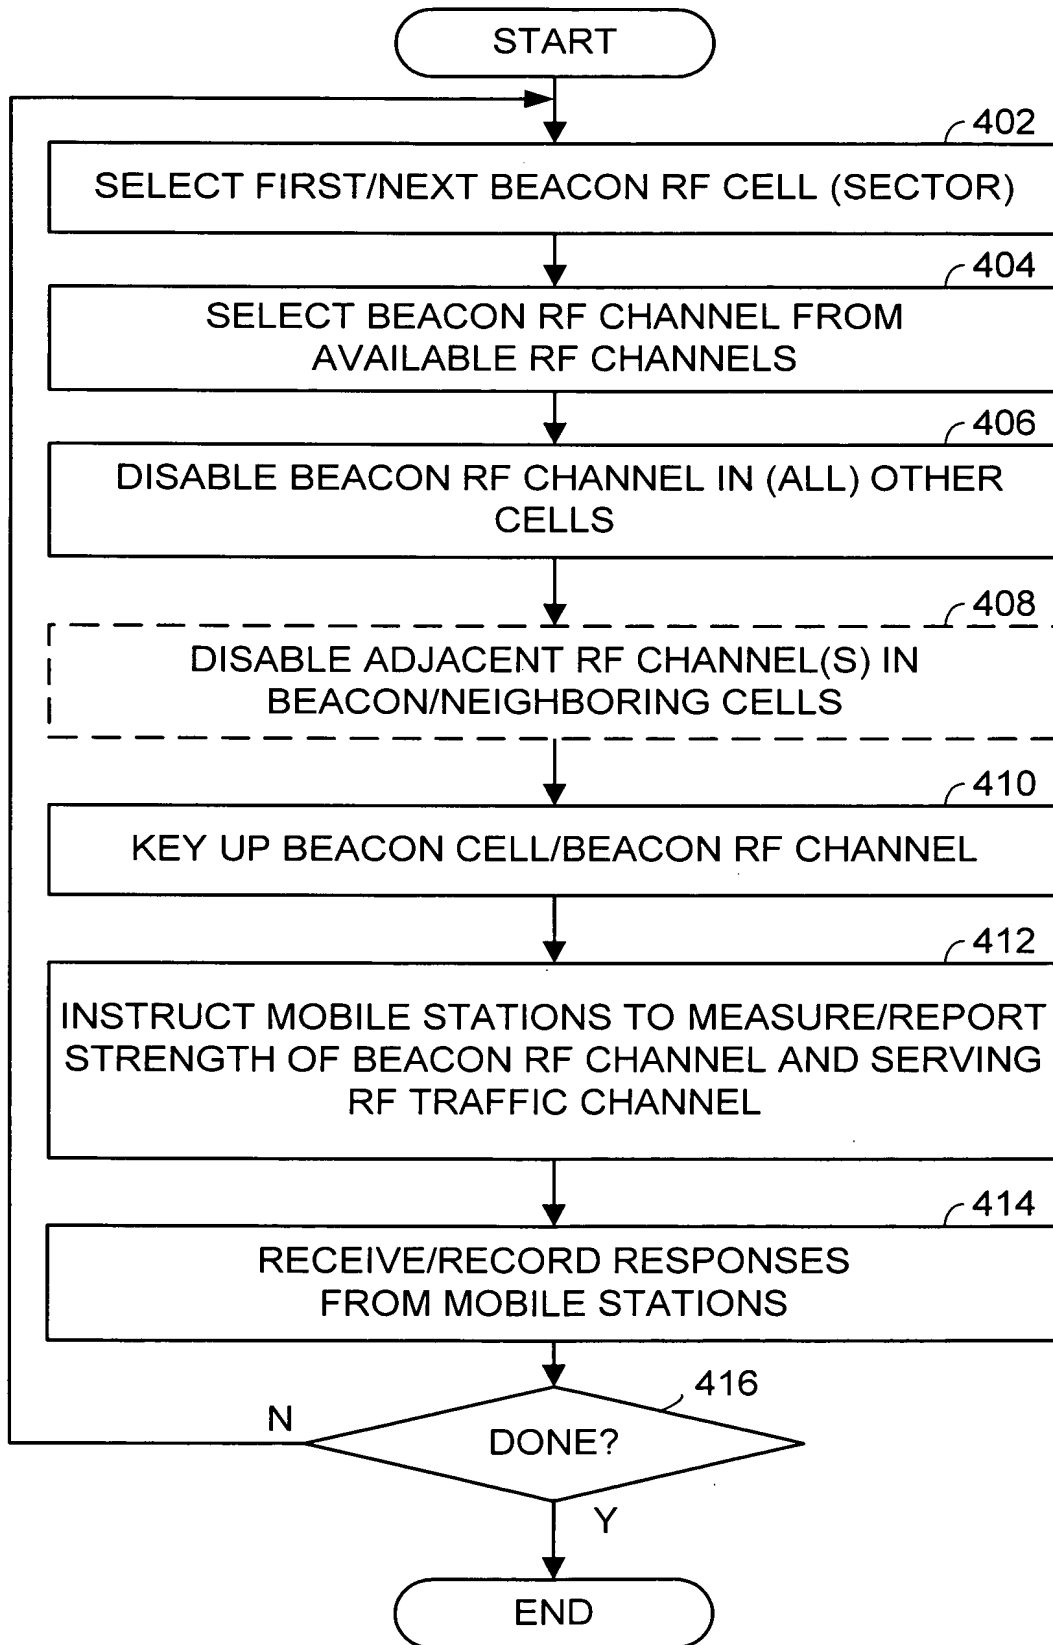 START
402
SELECT FIRST/NEXT BEACON RF CELL (SECTOR)
404
SELECT BEACON RF CHANNEL FROM
AVAILABLE RF CHANNELS
406
DISABLE BEACON RF CHANNEL IN (ALL) OTHER
CELLS
408
DISABLE ADJACENT RF CHANNEL(S) IN
BEACON/NEIGHBORING CELLS
410
KEY UP BEACON CELL/BEACON RF CHANNEL
412
INSTRUCT MOBILE STATIONS TO MEASURE/REPORT
STRENGTH OF BEACON RF CHANNEL AND SERVING
RF TRAFFIC CHANNEL
414
RECEIVE/RECORD RESPONSES
FROM MOBILE STATIONS
416
N
DONE?
Y
END